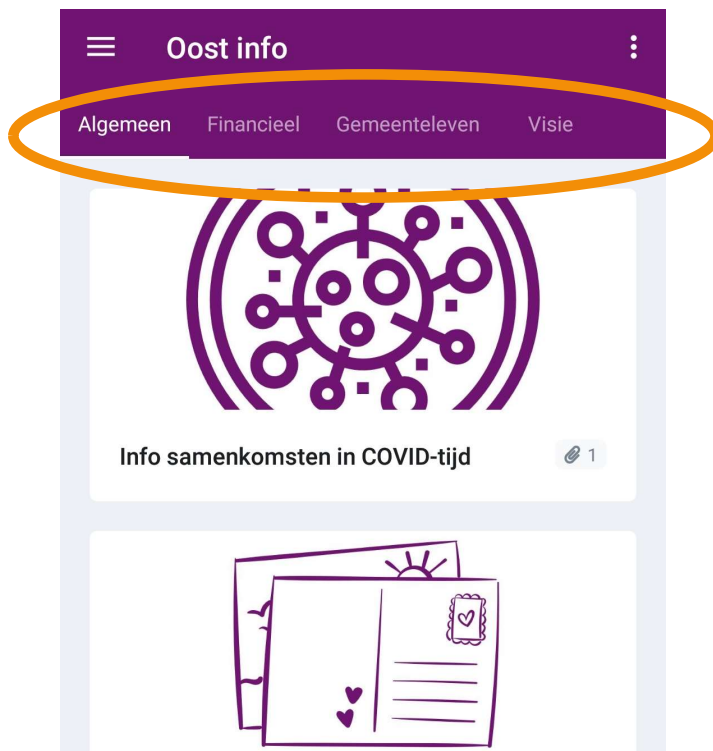 Oost info
Algemeen Financieel Gemeenteleven Visie
Info samenkomsten in COVID-tijd 1